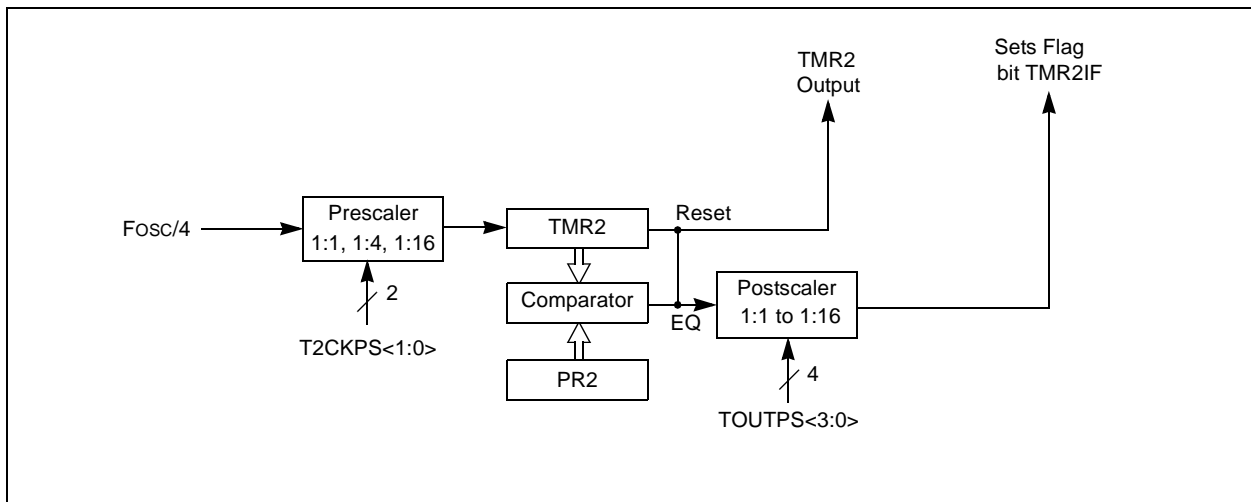 TMR2
Output
Sets Flag
bit TMR2IF
FOSC/4
Prescaler
1:1, 1:4, 1:16
2
T2CKPS<1:0>
TMR2
Reset
Comparator
EQ
PR2
Postscaler
1:1 to 1:16
4
TOUTPS<3:0>